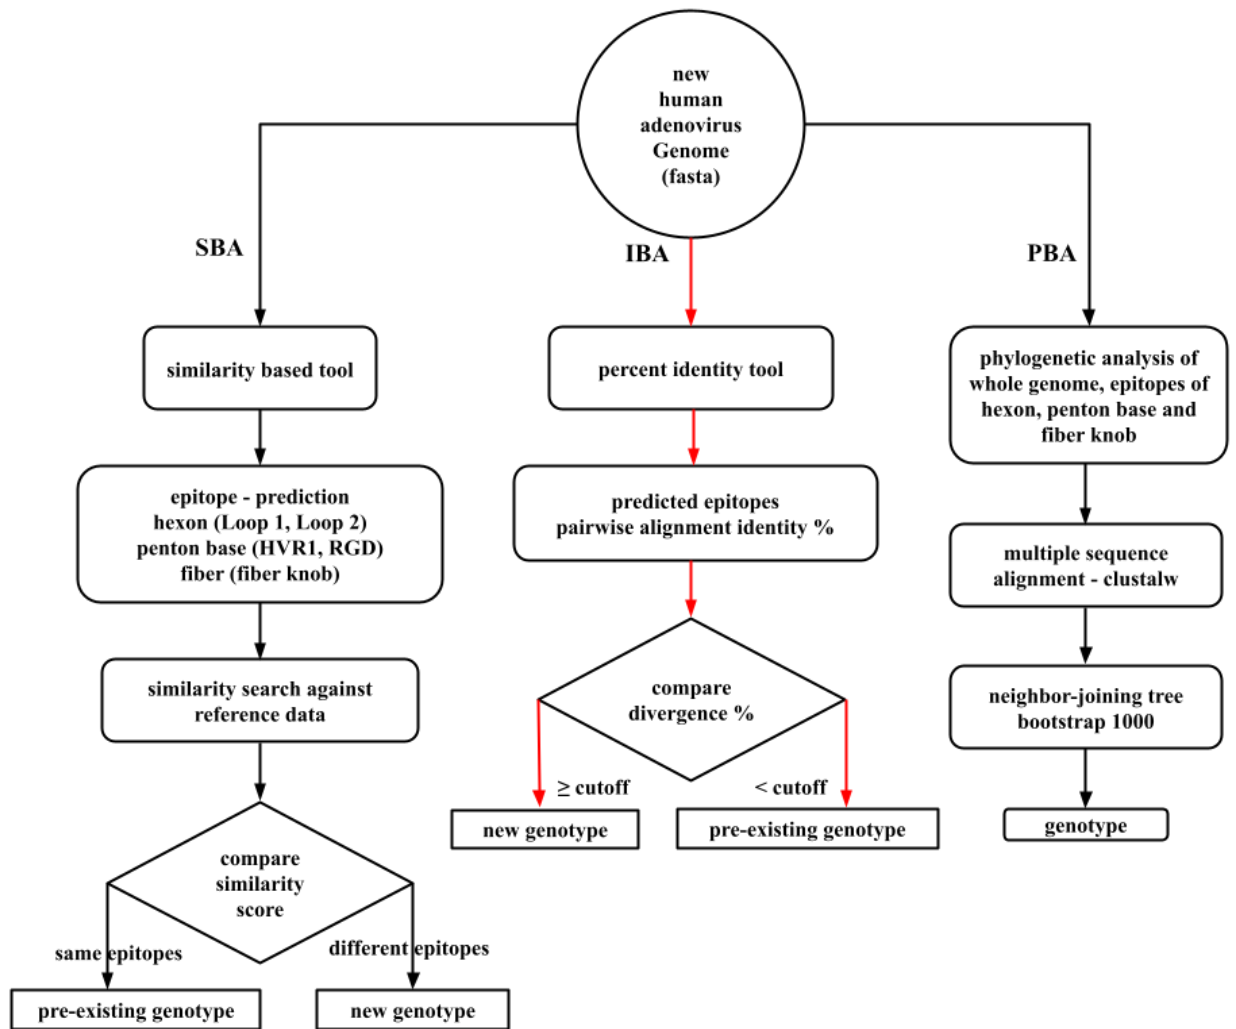 new
human
adenovirus
Genome
(fasta)
SBA
IBA
PBA
similarity based tool
epitope - prediction
hexon (Loop 1, Loop 2)
penton base (HVR1, RGD)
fiber (fiber knob)
similarity search against
reference data
compare
similarity
score
same epitopes
different epitopes
pre-existing genotype
new genotype
percent identity tool
predicted epitopes
pairwise alignment identity %
compare
divergence %
≥ cutoff
< cutoff
new genotype
pre-existing genotype
phylogenetic analysis of
whole genome, epitopes of
hexon, penton base and
fiber knob
multiple sequence
alignment - clustalw
neighbor-joining tree
bootstrap 1000
genotype